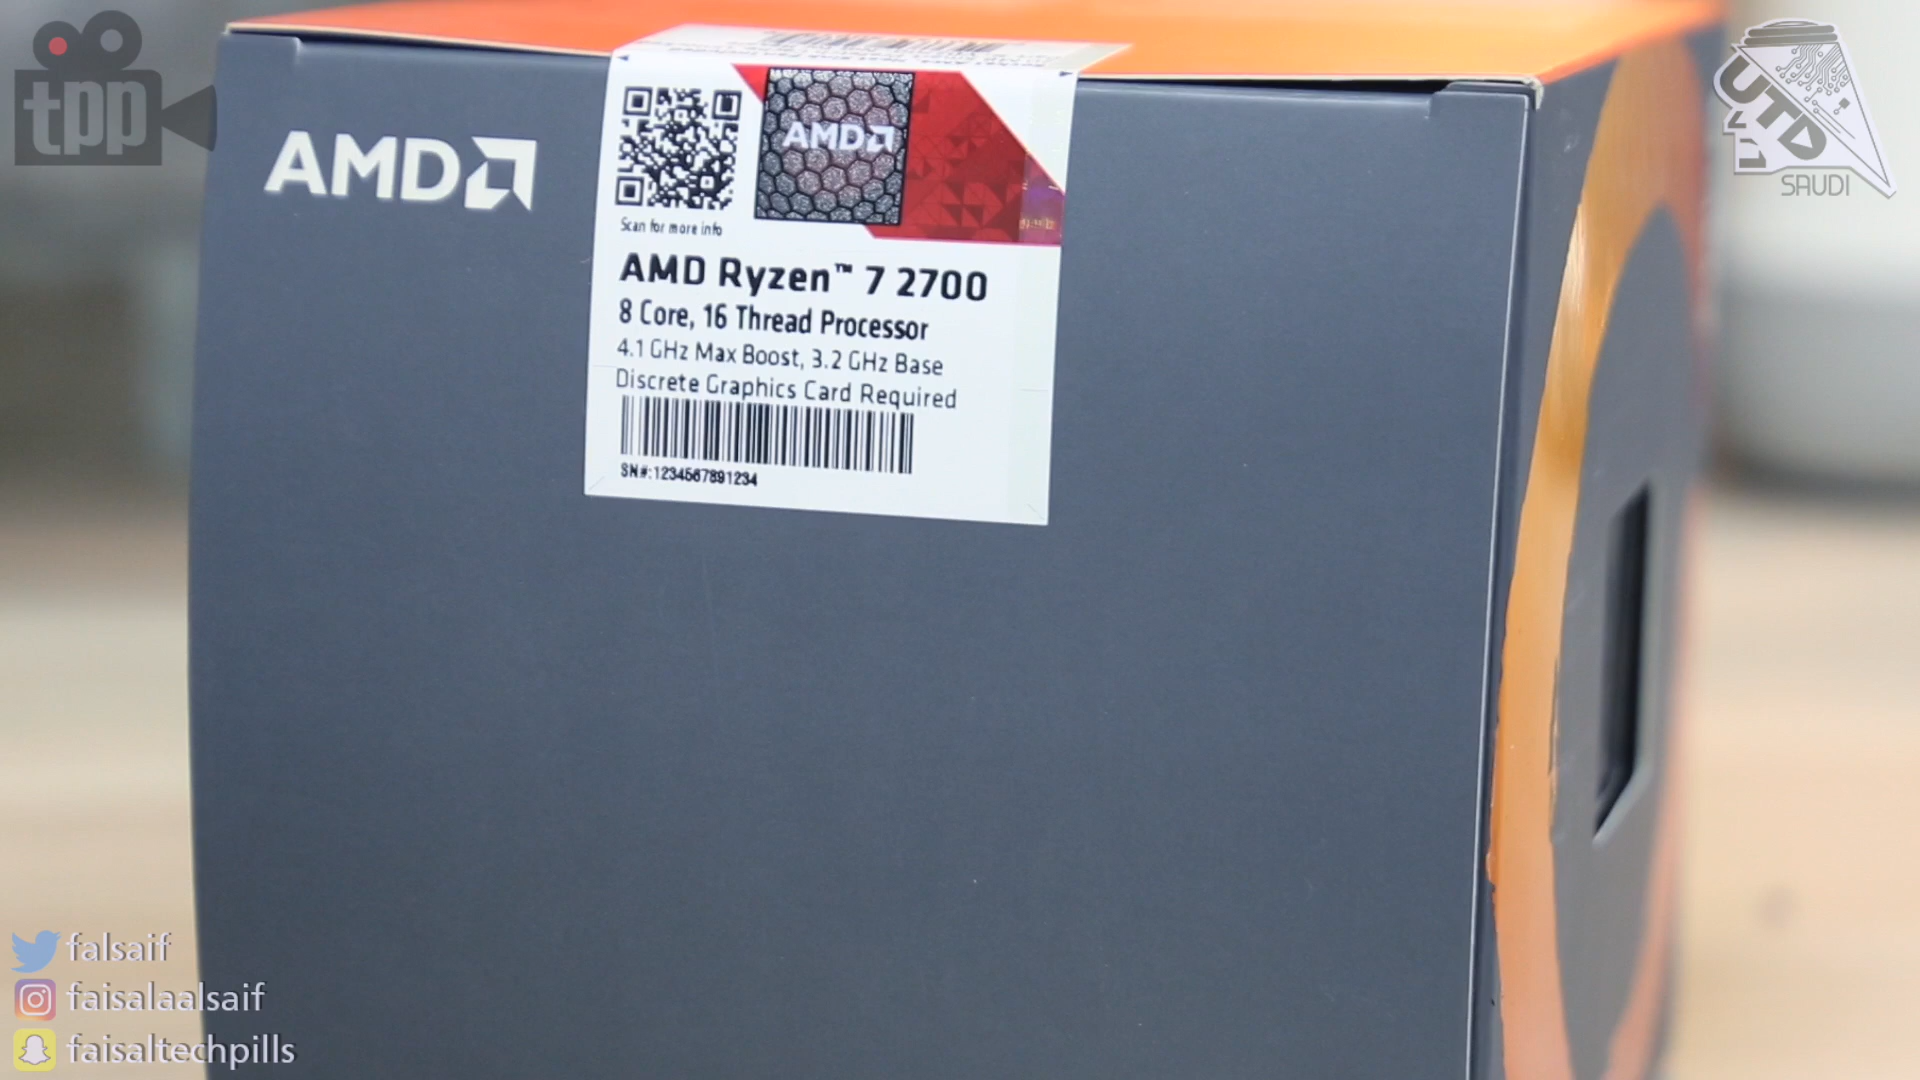 tpp
UTD
SAUDI
AMD
AMD
Scan for more info
AMD Ryzen™ 7 2700
8 Core, 16 Thread Processor
4.1 GHz Max Boost, 3.2 GHz Base
Discrete Graphics Card Required
SN#:1234567891234
falsaif
faisalaalsaif
faisaltechpills